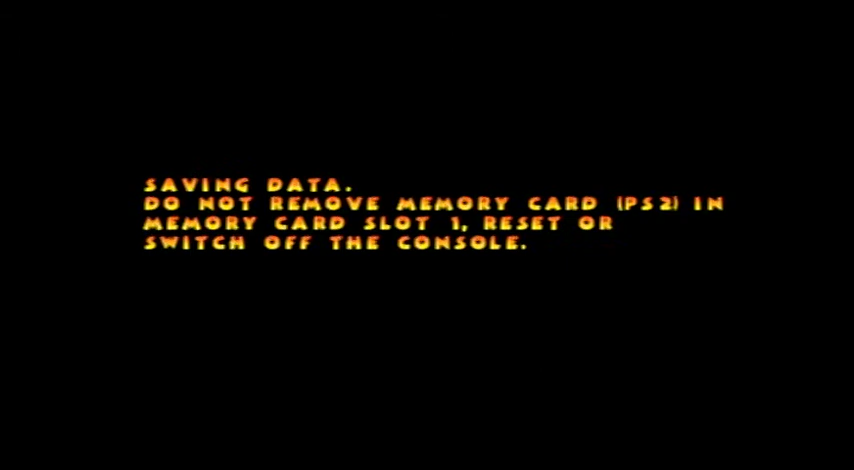 SAVING DATA.
DO NOT REMOVE MEMORY CARD (PS2) IN
MEMORY CARD SLOT 1, RESET OR
SWITCH OFF THE CONSOLE.